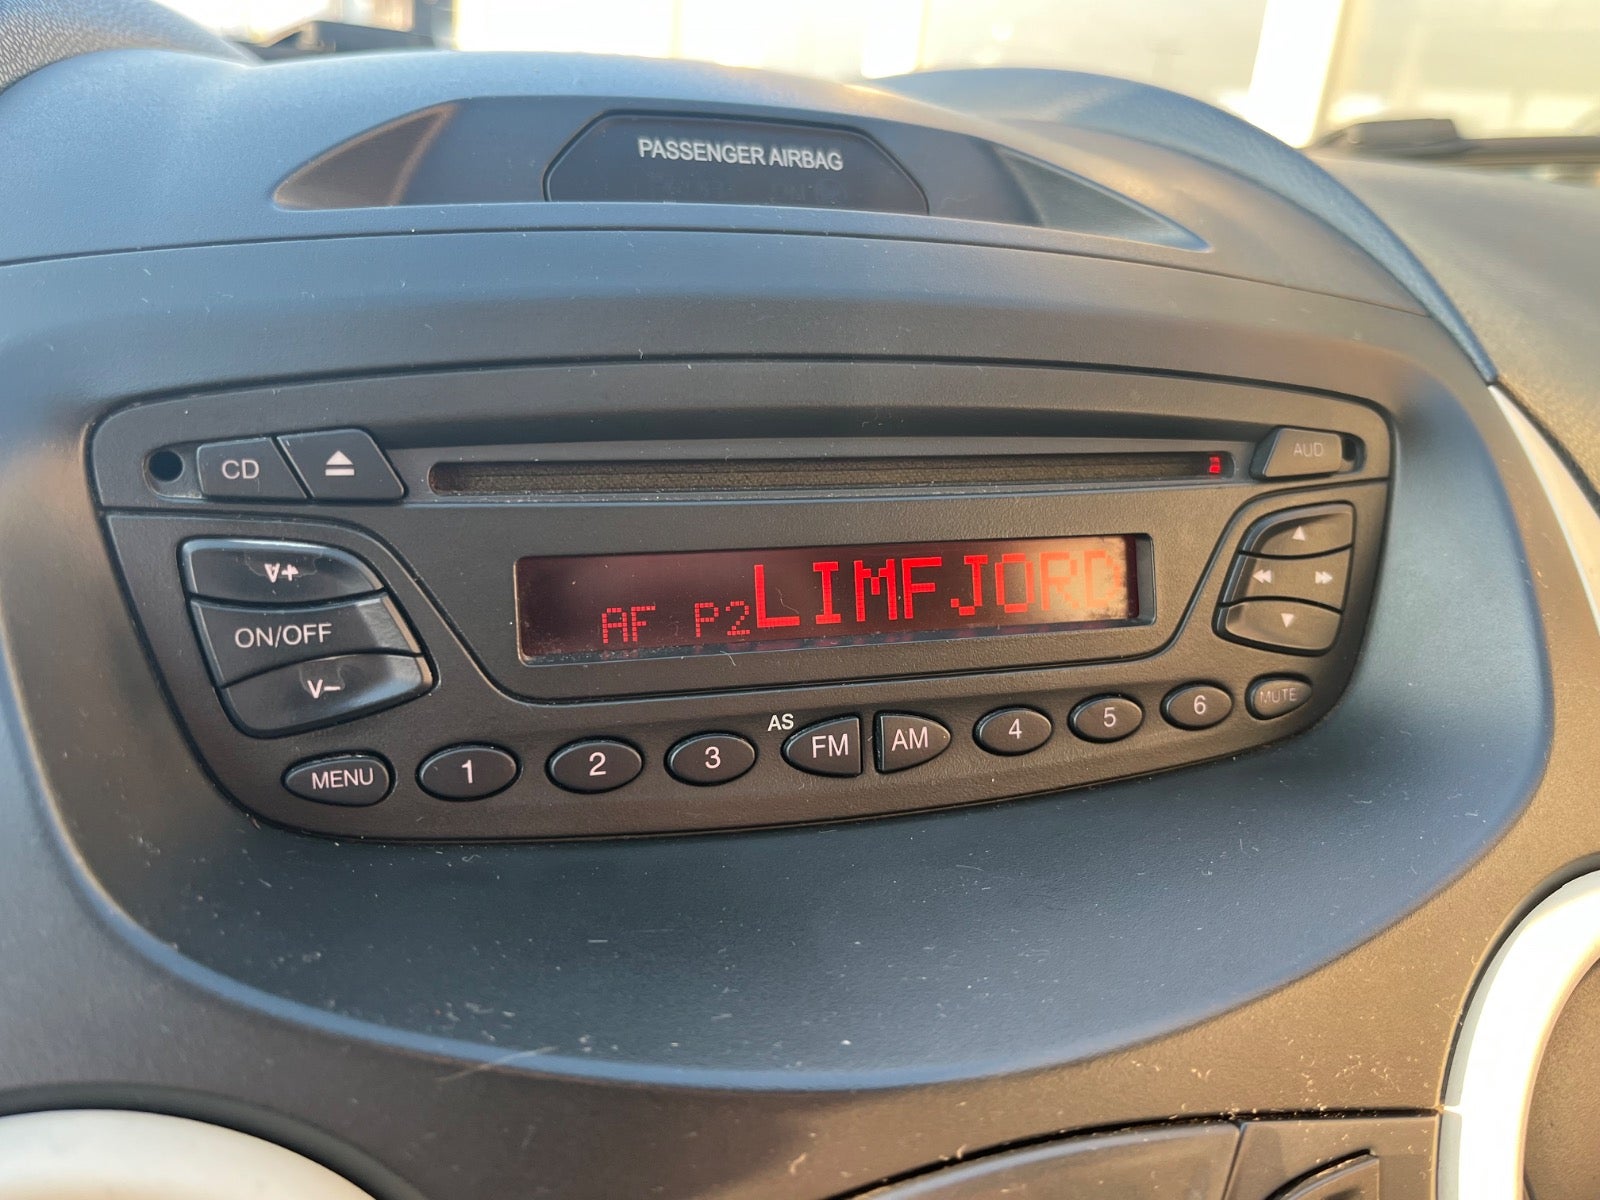 PASSENGER AIRBAG
CD
AUD
V+
ON/OFF
V-
AF P2 LIMFJORD
AS
MENU 1 2 3 FM AM 4 5 6 MUTE